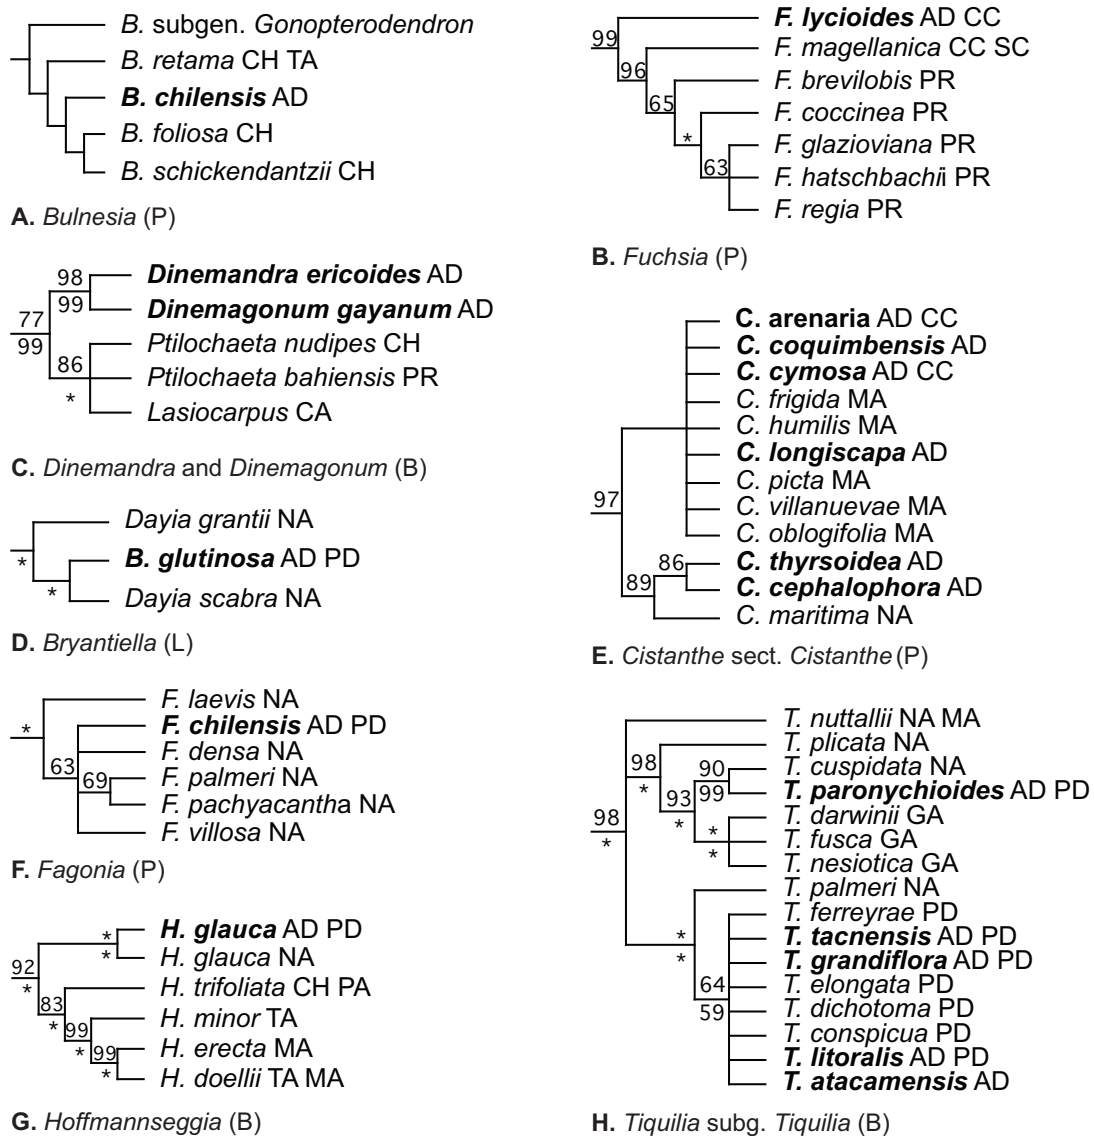 B. subgen. Gonopterodendron
B. retama CH TA
B. chilensis AD
B. foliosa CH
B. schickendantzii CH
A. Bulnesia (P)
99
96
65
*
63
F. lycioides AD CC
F. magellanica CC SC
F. brevilobis PR
F. coccinea PR
F. glazioviana PR
F. hatschbachii PR
F. regia PR
B. Fuchsia (P)
77
99
98
99
86
*
Dinemandra ericoides AD
Dinemagonum gayanum AD
Ptilochaeta nudipes CH
Ptilochaeta bahiensis PR
Lasiocarpus CA
C. Dinemandra and Dinemagonum (B)
*
*
Dayia grantii NA
B. glutinosa AD PD
Dayia scabra NA
D. Bryantiella (L)
97
89
86
C. arenaria AD CC
C. coquimbensis AD
C. cymosa AD CC
C. frigida MA
C. humilis MA
C. longiscapa AD
C. picta MA
C. villanuevae MA
C. oblogifolia MA
C. thyrsoidea AD
C. cephalophora AD
C. maritima NA
E. Cistanthe sect. Cistanthe (P)
*
63
69
F. laevis NA
F. chilensis AD PD
F. densa NA
F. palmeri NA
F. pachyacantha NA
F. villosa NA
F. Fagonia (P)
92
*
*
*
83
*
99
*
99
*
H. glauca AD PD
H. glauca NA
H. trifoliata CH PA
H. minor TA
H. erecta MA
H. doellii TA MA
G. Hoffmannseggia (B)
98
*
98
*
93
*
90
99
*
*
*
*
64
59
T. nuttallii NA MA
T. plicata NA
T. cuspidata NA
T. paronychioides AD PD
T. darwinii GA
T. fusca GA
T. nesiotica GA
T. palmeri NA
T. ferreyrae PD
T. tacnensis AD PD
T. grandiflora AD PD
T. elongata PD
T. dichotoma PD
T. conspicua PD
T. litoralis AD PD
T. atacamensis AD
H. Tiquilia subg. Tiquilia (B)